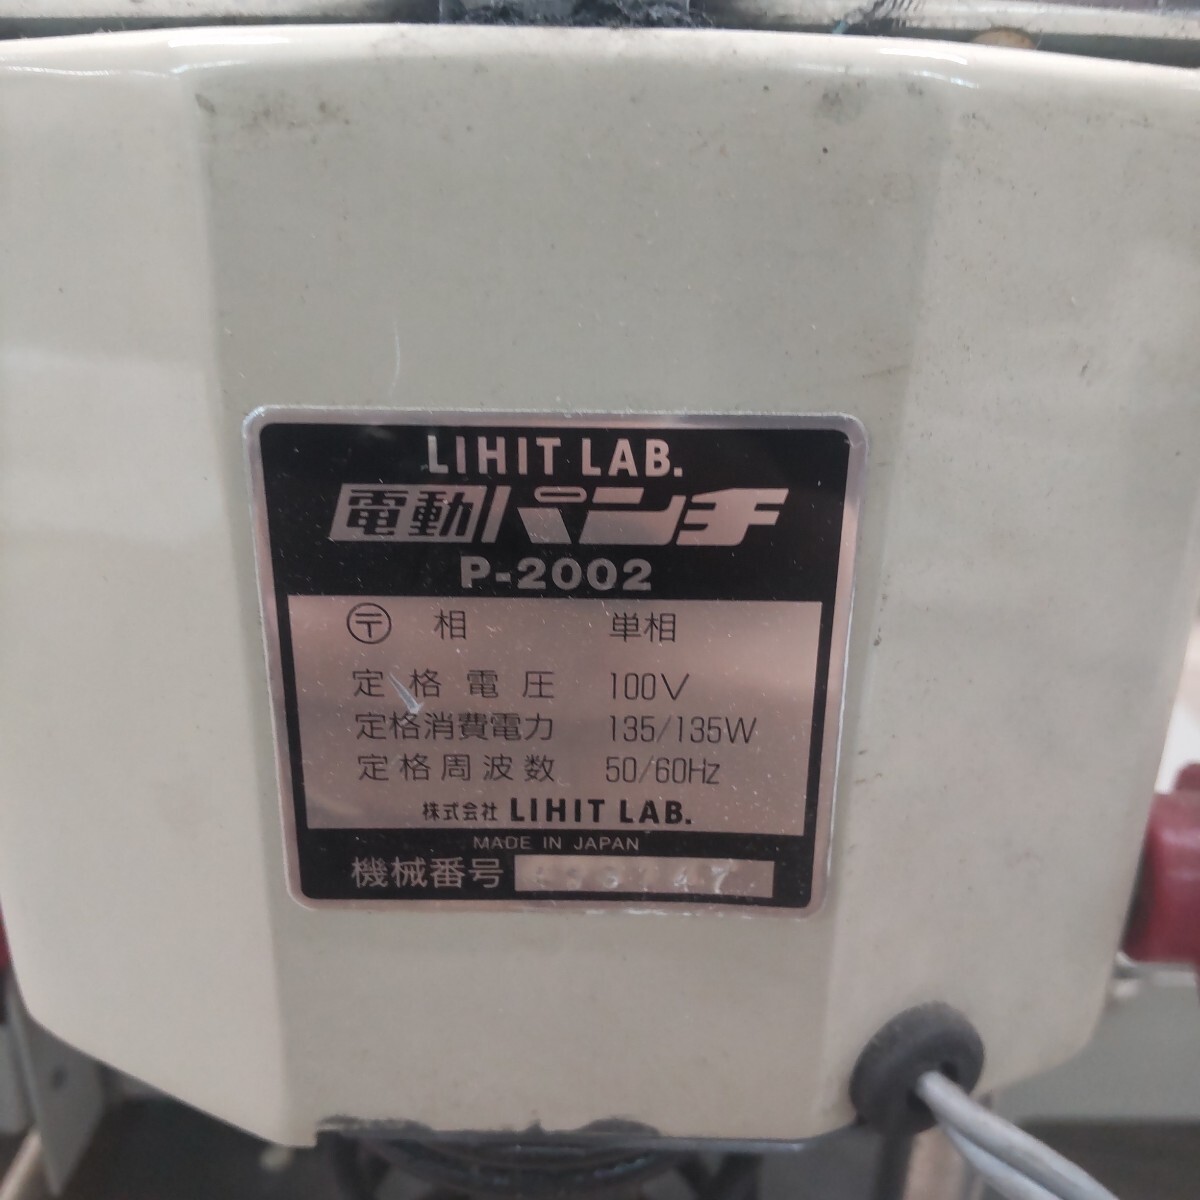 LIHIT LAB.
電動パンチ
P-2002
〒 相 単相
定格電圧 100V
定格消費電力 135/135W
定格周波数 50/60Hz
株式会社 LIHIT LAB.
MADE IN JAPAN
機械番号